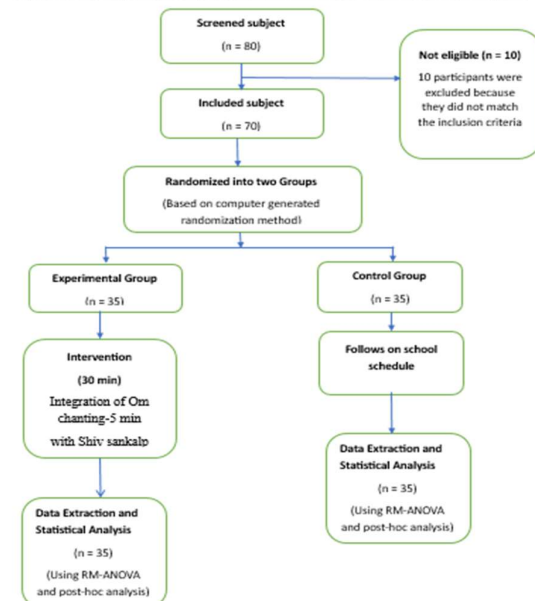 Screened subject
(n = 80)
Not eligible (n = 10)
10 participants were
excluded because
they did not match
the inclusion criteria
Included subject
(n = 70)
Randomized into two Groups
(Based on computer generated
randomization method)
Experimental Group
(n = 35)
Control Group
(n = 35)
Intervention
(30 min)
Integration of Om
chanting-5 min
with Shiv sankalp
Follows on school
schedule
Data Extraction and
Statistical Analysis
(n = 35)
(Using RM-ANOVA
and post-hoc analysis)
Data Extraction and
Statistical Analysis
(n = 35)
(Using RM-ANOVA
and post-hoc analysis)